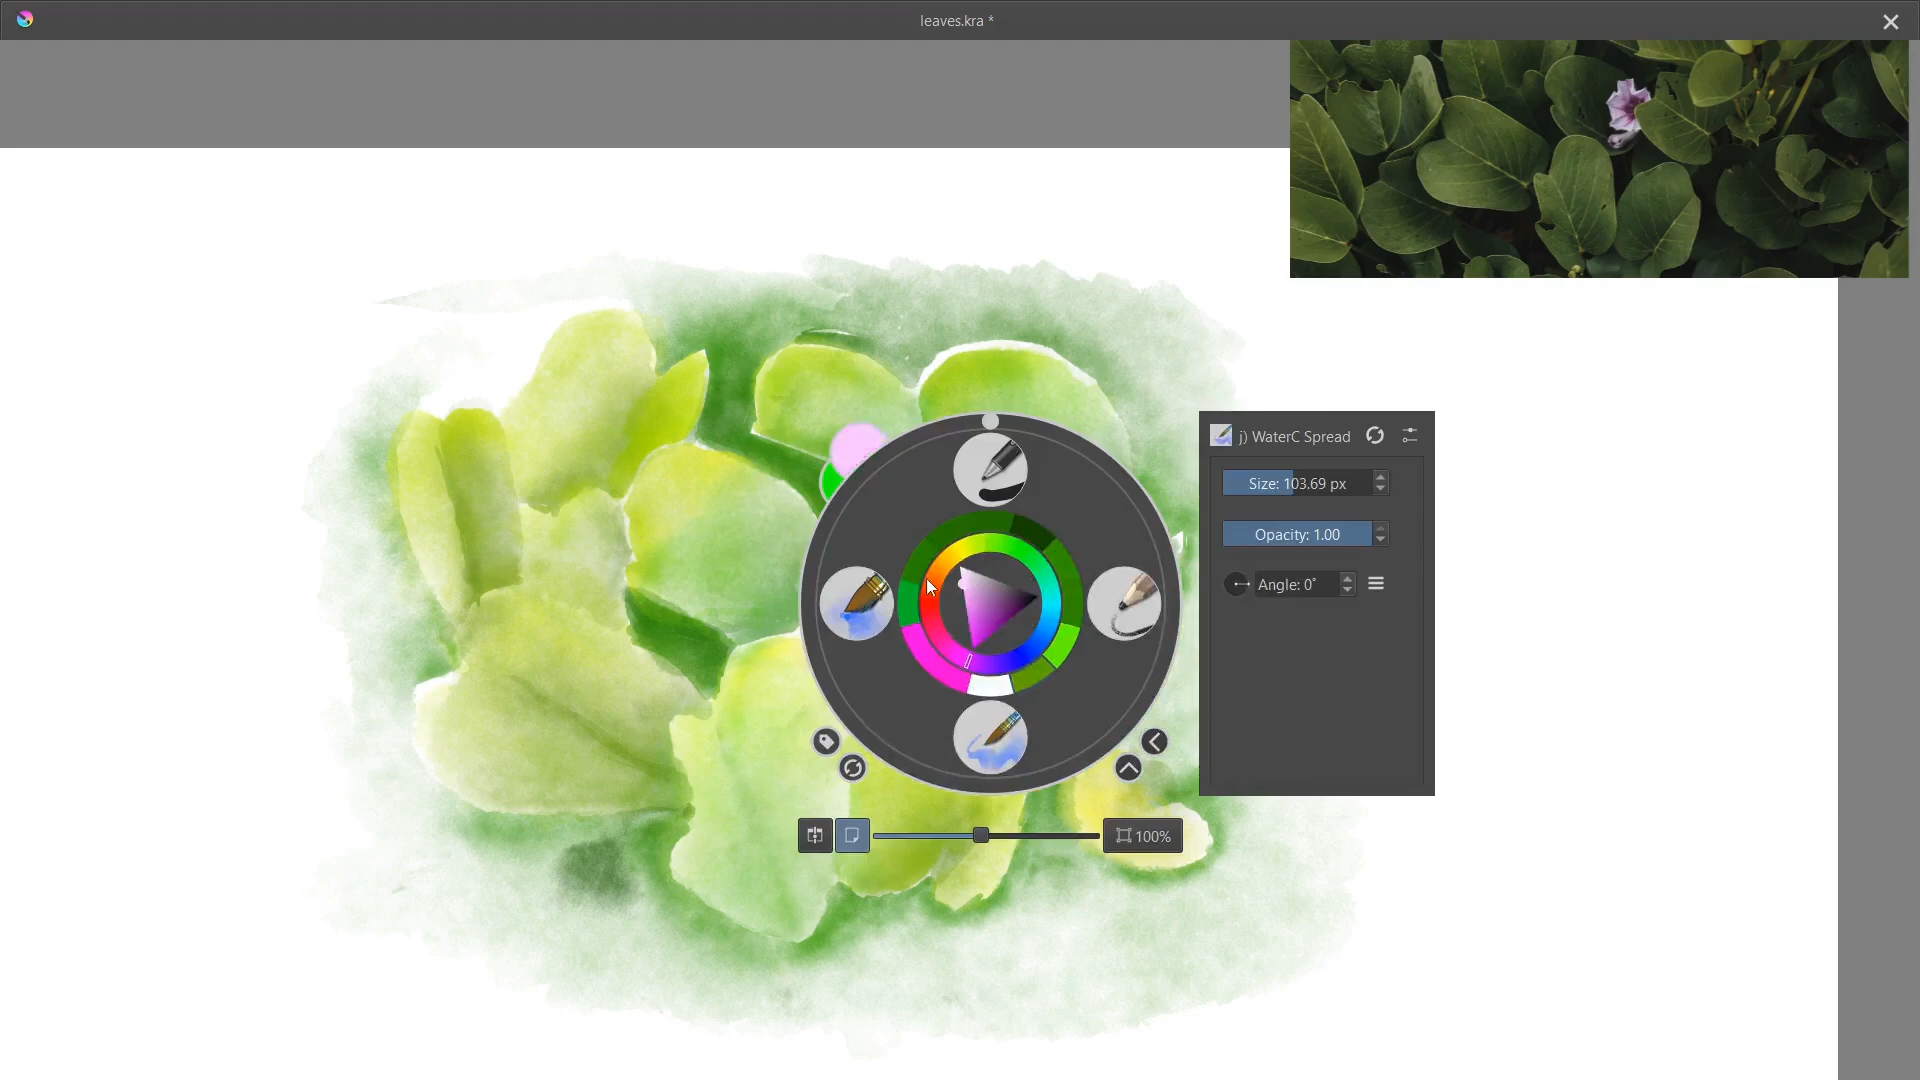 leaves.kra *
j) WaterC Spread
Size: 103.69 px
Opacity: 1.00
Angle: 0°
100%